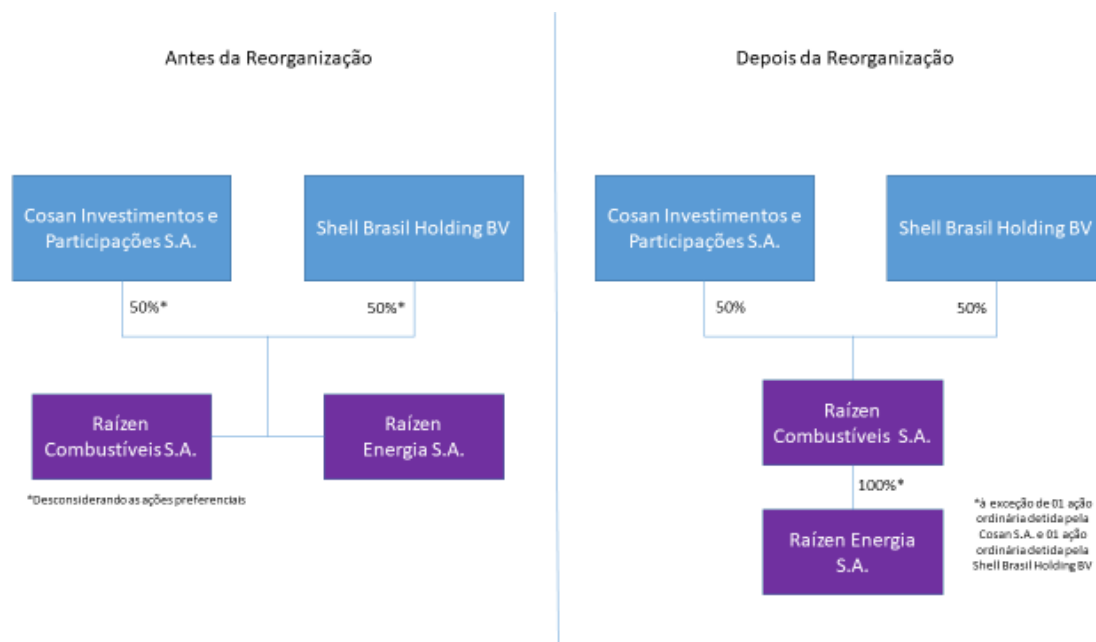 Antes da Reorganização
Cosan Investimentos e
Participações S.A.
Shell Brasil Holding BV
50%*
50%*
Raízen
Combustíveis S.A.
Raízen
Energia S.A.
*Desconsiderando as ações preferenciais
Depois da Reorganização
Cosan Investimentos e
Participações S.A.
Shell Brasil Holding BV
50%
50%
Raízen
Combustíveis S.A.
100%*
Raízen Energia
S.A.
*à exceção de 01 ação
ordinária detida pela
Cosan S.A. e 01 ação
ordinária detida pela
Shell Brasil Holding BV